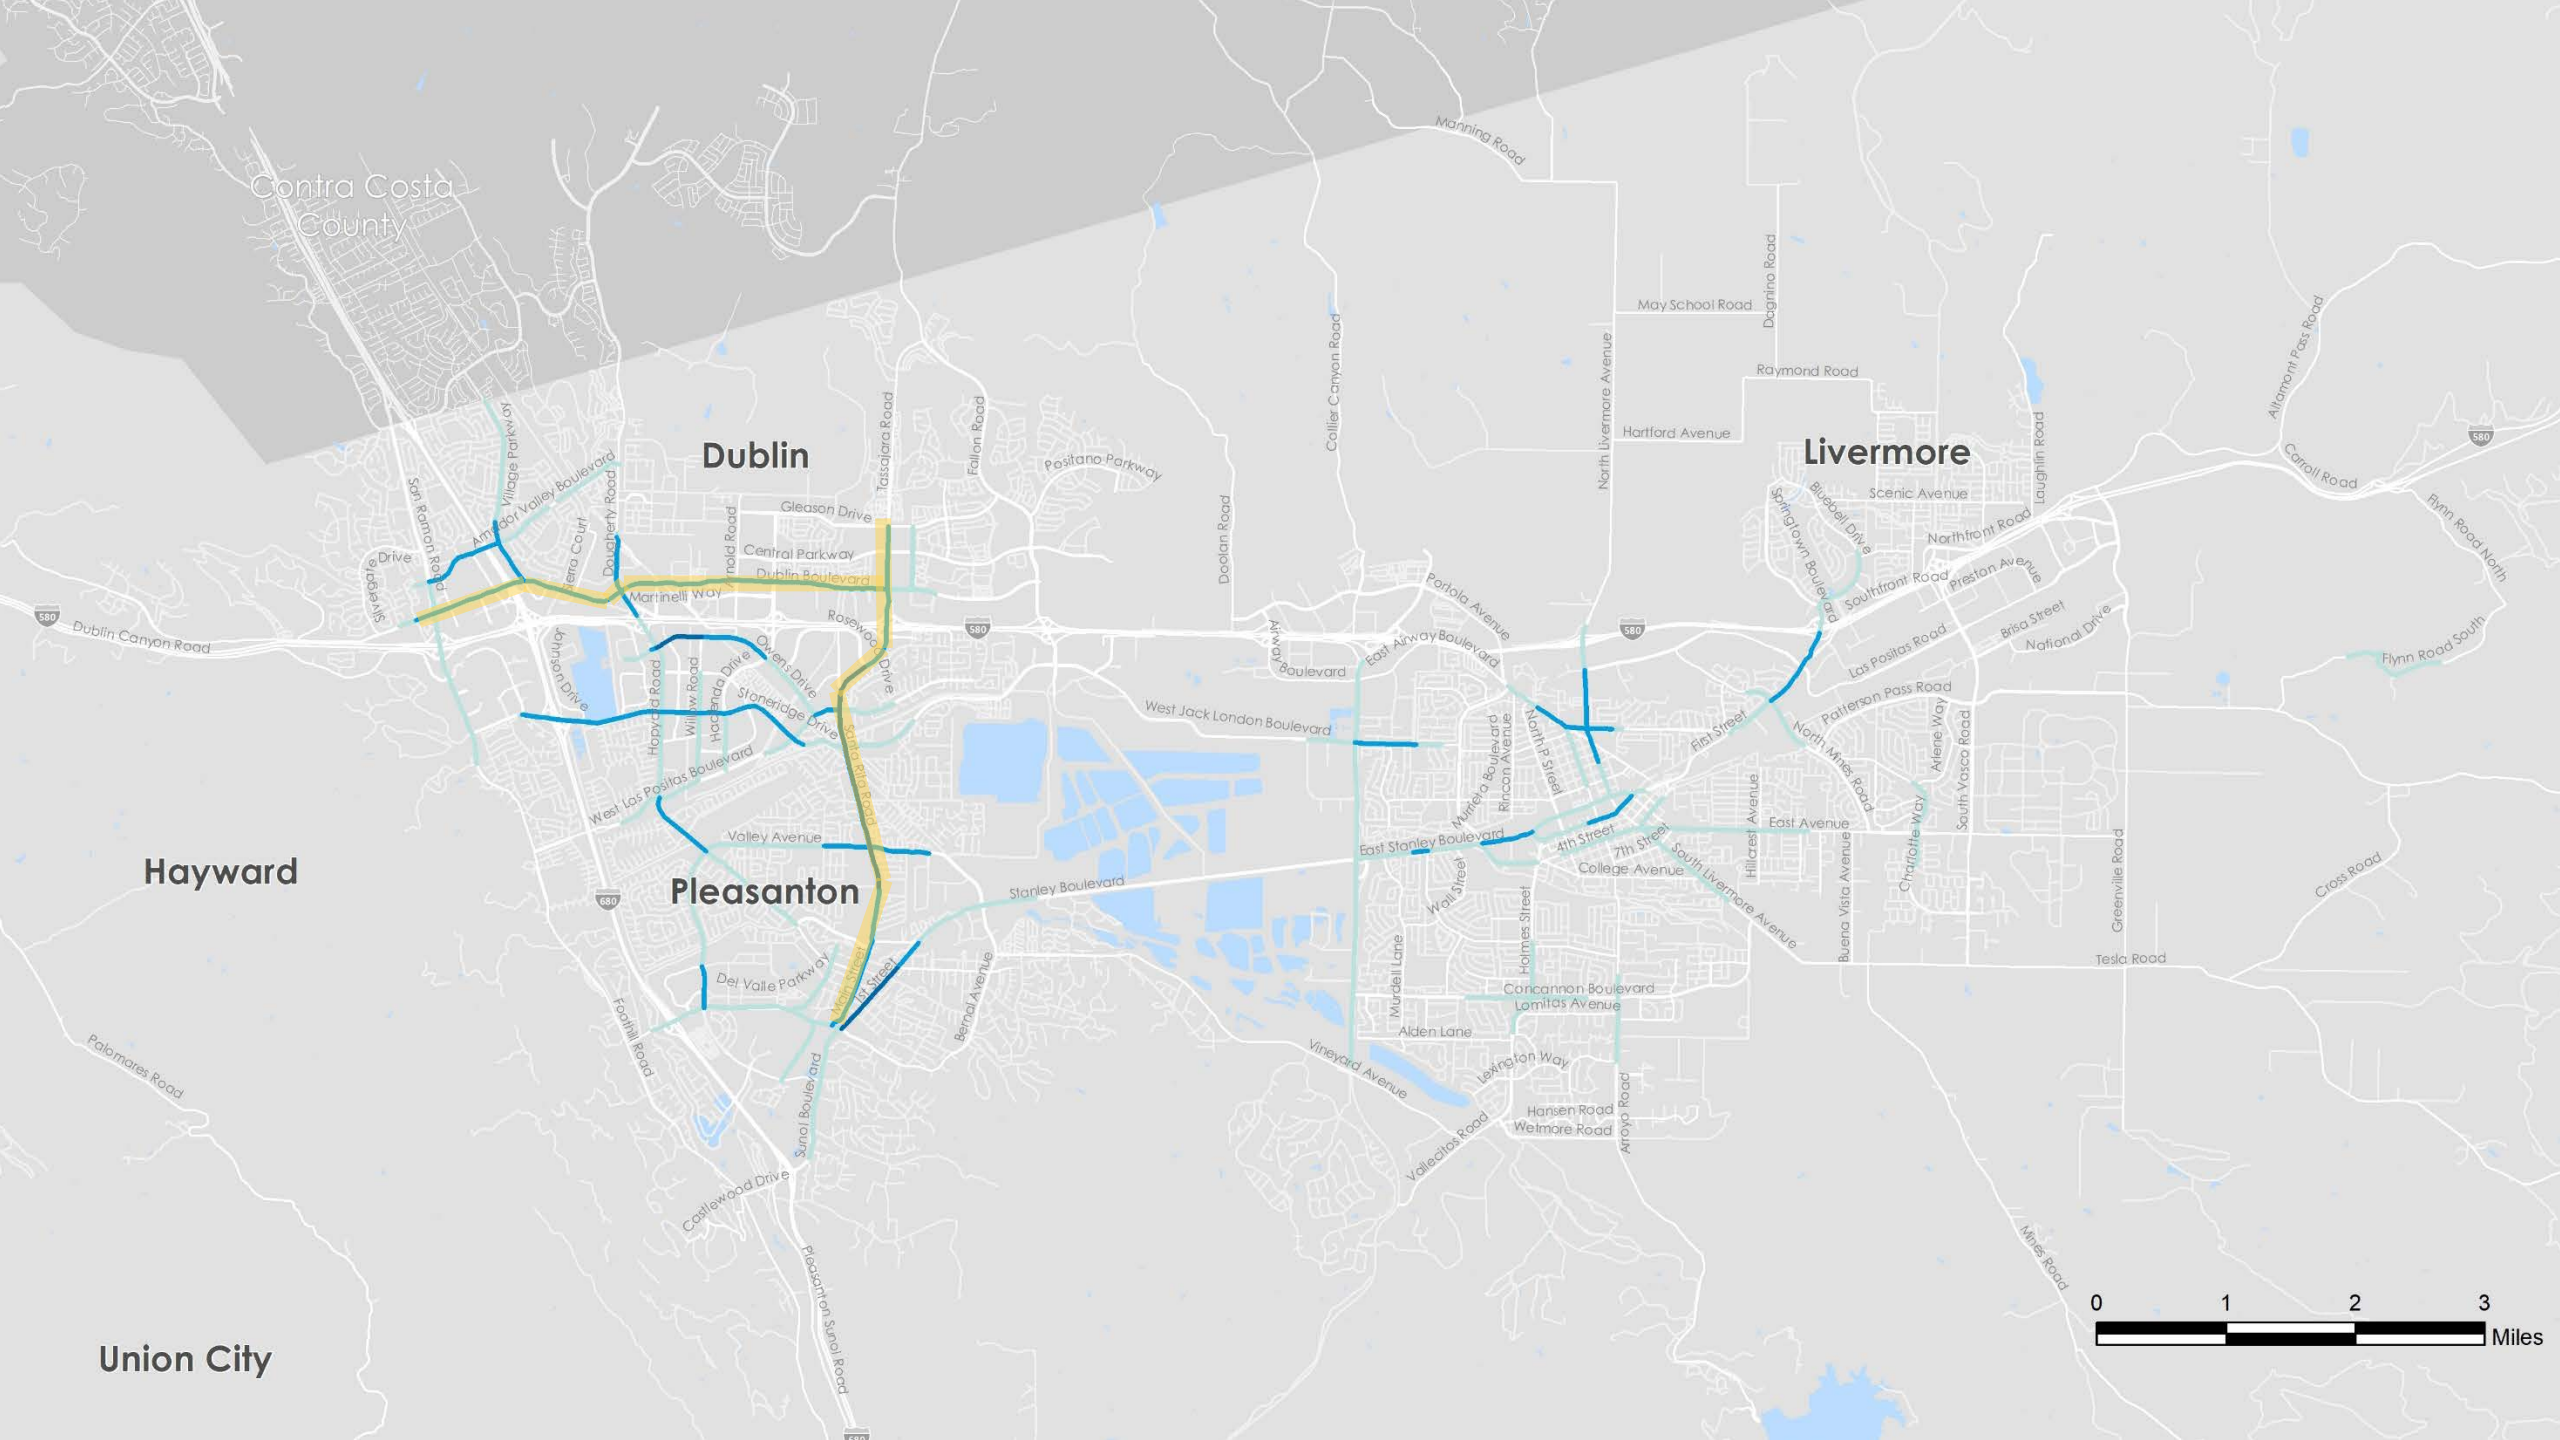 Manning Road
Contra Costa
County
Dagnino Road
May School Road
Altamont Pass Road
Collier Canyon Road
North Livermore Avenue
Raymond Road
Tassajara Road
Fallon Road
Village Parkway
Hartford Avenue
580
Dublin
Livermore
Laughlin Road
Carroll Road
Positano Parkway
Amador Valley Boulevard
San Ramon Road
Dougherty Road
Scenic Avenue
Springtown Boulevard
Bluebell Drive
Flynn Road North
Gleason Drive
Doolan Road
Northfront Road
Central Parkway
Drive
Silvergate
Dublin Boulevard
Martinelli Way
Portola Avenue
Southfront Road
Preston Avenue
580
Dublin Canyon Road
Johnson Drive
Rosewood Drive
580
Airway
Boulevard
East Airway Boulevard
580
Brisa Street
National Drive
Las Positas Road
Flynn Road South
Owens Drive
Hopyard Road
Willow Road
Hacienda Drive
Stoneridge Drive
West Jack London Boulevard
Patterson Pass Road
First Street
North Mines Road
Arlene Way
South Vasco Road
Murrieta Boulevard
Rincon Avenue
North P Street
West Las Positas Boulevard
Santa Rita Road
Valley Avenue
East Stanley Boulevard
4th Street
7th Street
East Avenue
Hillcrest Avenue
Charlotte Way
Greenville Road
Cross Road
Hayward
College Avenue
South Livermore Avenue
Buena Vista Avenue
Wall Street
Pleasanton
Stanley Boulevard
680
Holmes Street
Murdell Lane
Tesla Road
Main Street
1st Street
Del Valle Parkway
Bernal Avenue
Concannon Boulevard
Lomitas Avenue
Foothill Road
Alden Lane
Vineyard Avenue
Lexington Way
Palomares Road
Sunol Boulevard
Arroyo Road
Hansen Road
Wetmore Road
Vallecitos Road
Castlewood Drive
Mines Road
Pleasanton Sunol Road
0 1 2 3
Miles
Union City
680